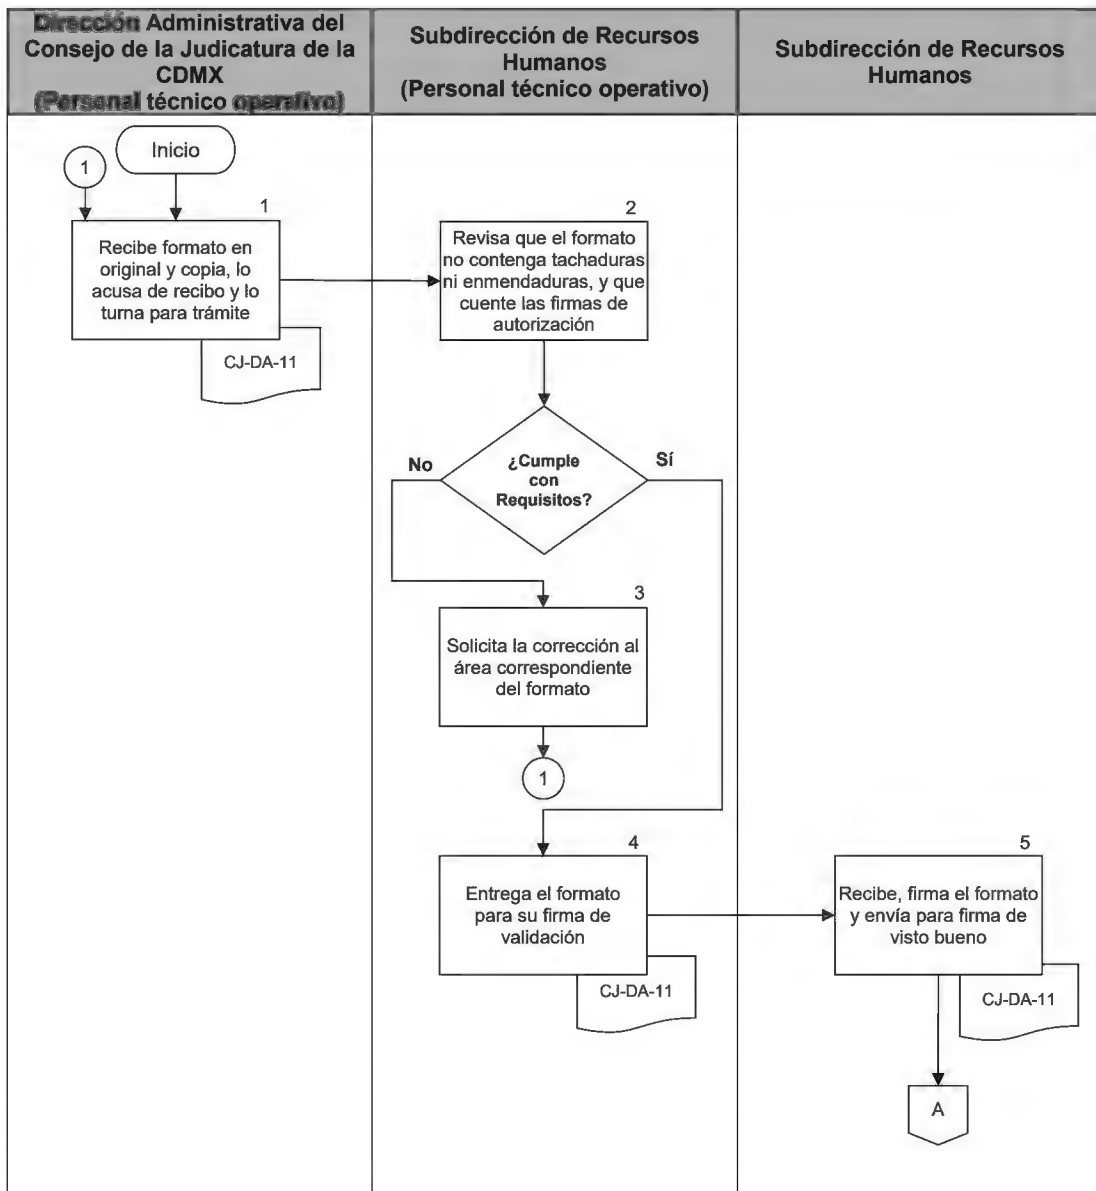 Dirección Administrativa del
Consejo de la Judicatura de la
CDMX
(Personal técnico operativo)
Subdirección de Recursos
Humanos
(Personal técnico operativo)
Subdirección de Recursos
Humanos
Inicio
1
1
Recibe formato en
original y copia, lo
acusa de recibo y lo
turna para trámite
CJ-DA-11
2
Revisa que el formato
no contenga tachaduras
ni enmendaduras, y que
cuente las firmas de
autorización
No
¿Cumple
con
Requisitos?
Sí
3
Solicita la corrección al
área correspondiente
del formato
1
4
Entrega el formato
para su firma de
validación
CJ-DA-11
5
Recibe, firma el formato
y envía para firma de
visto bueno
CJ-DA-11
A